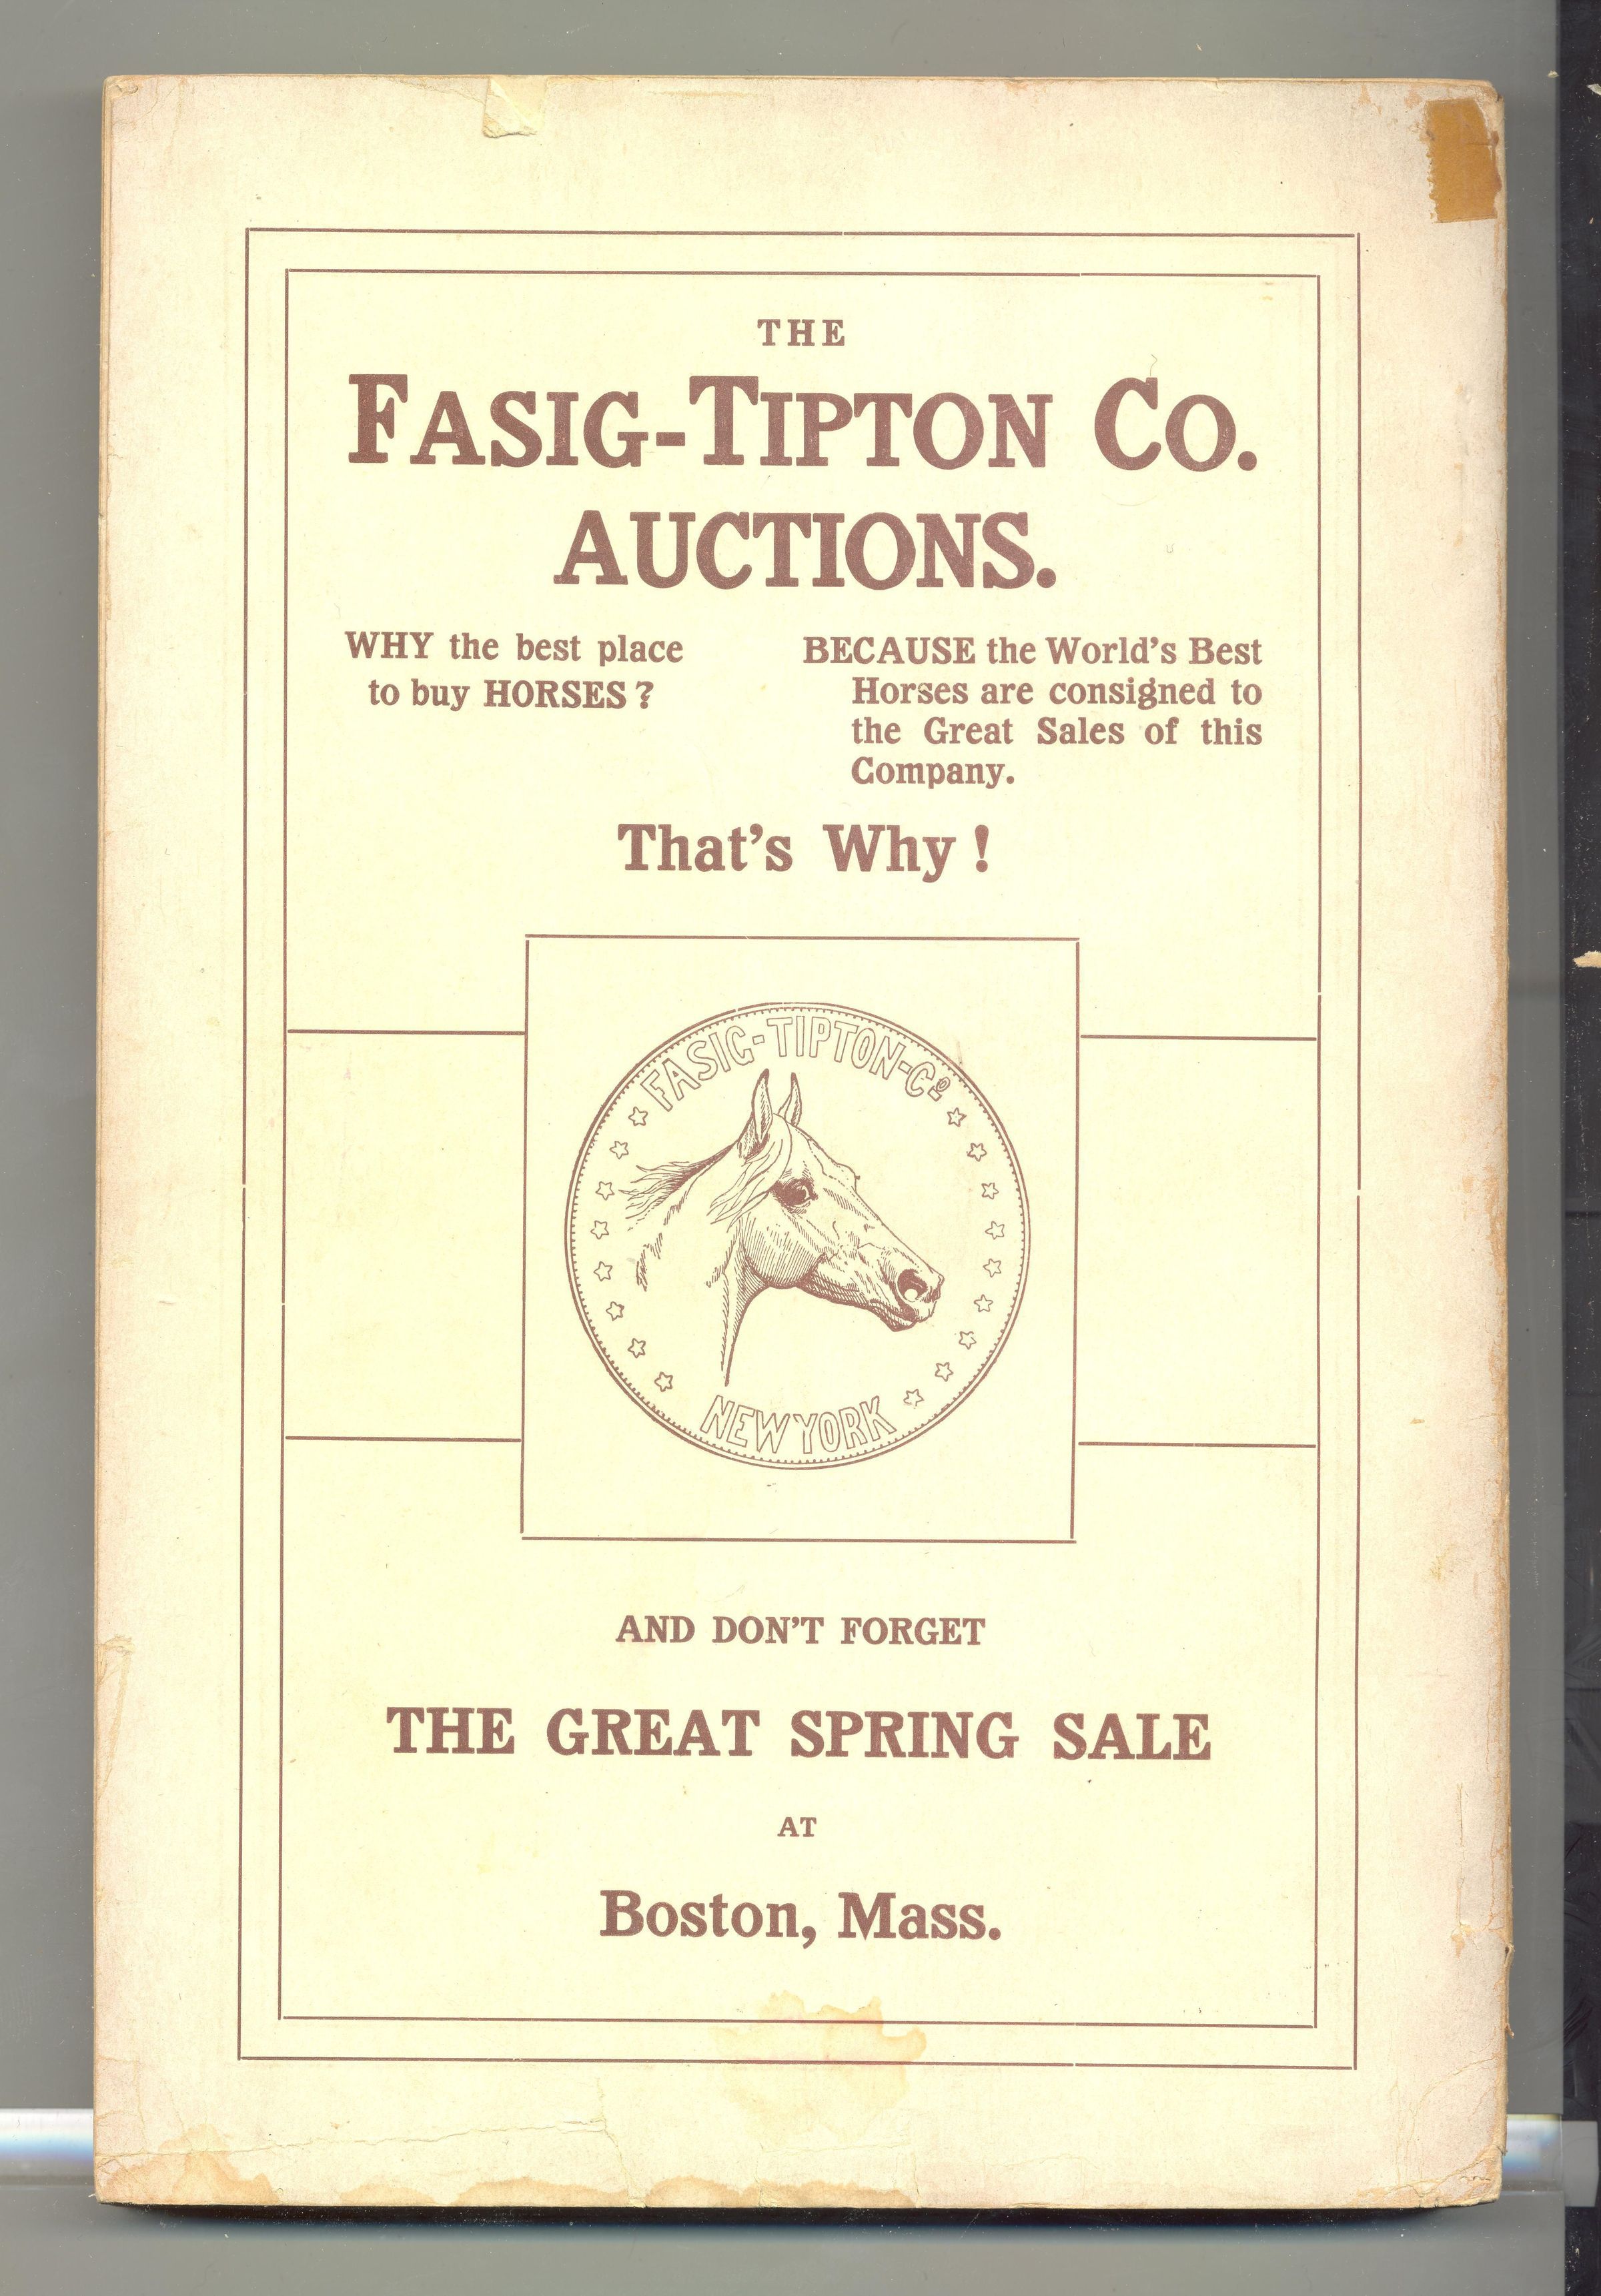 THE
FASIG-TIPTON CO.
AUCTIONS.
WHY the best place
to buy HORSES?
BECAUSE the World's Best
Horses are consigned to
the Great Sales of this
Company.
That's Why!
FASIG-TIPTON-Co
NEW YORK
AND DON'T FORGET
THE GREAT SPRING SALE
AT
Boston, Mass.